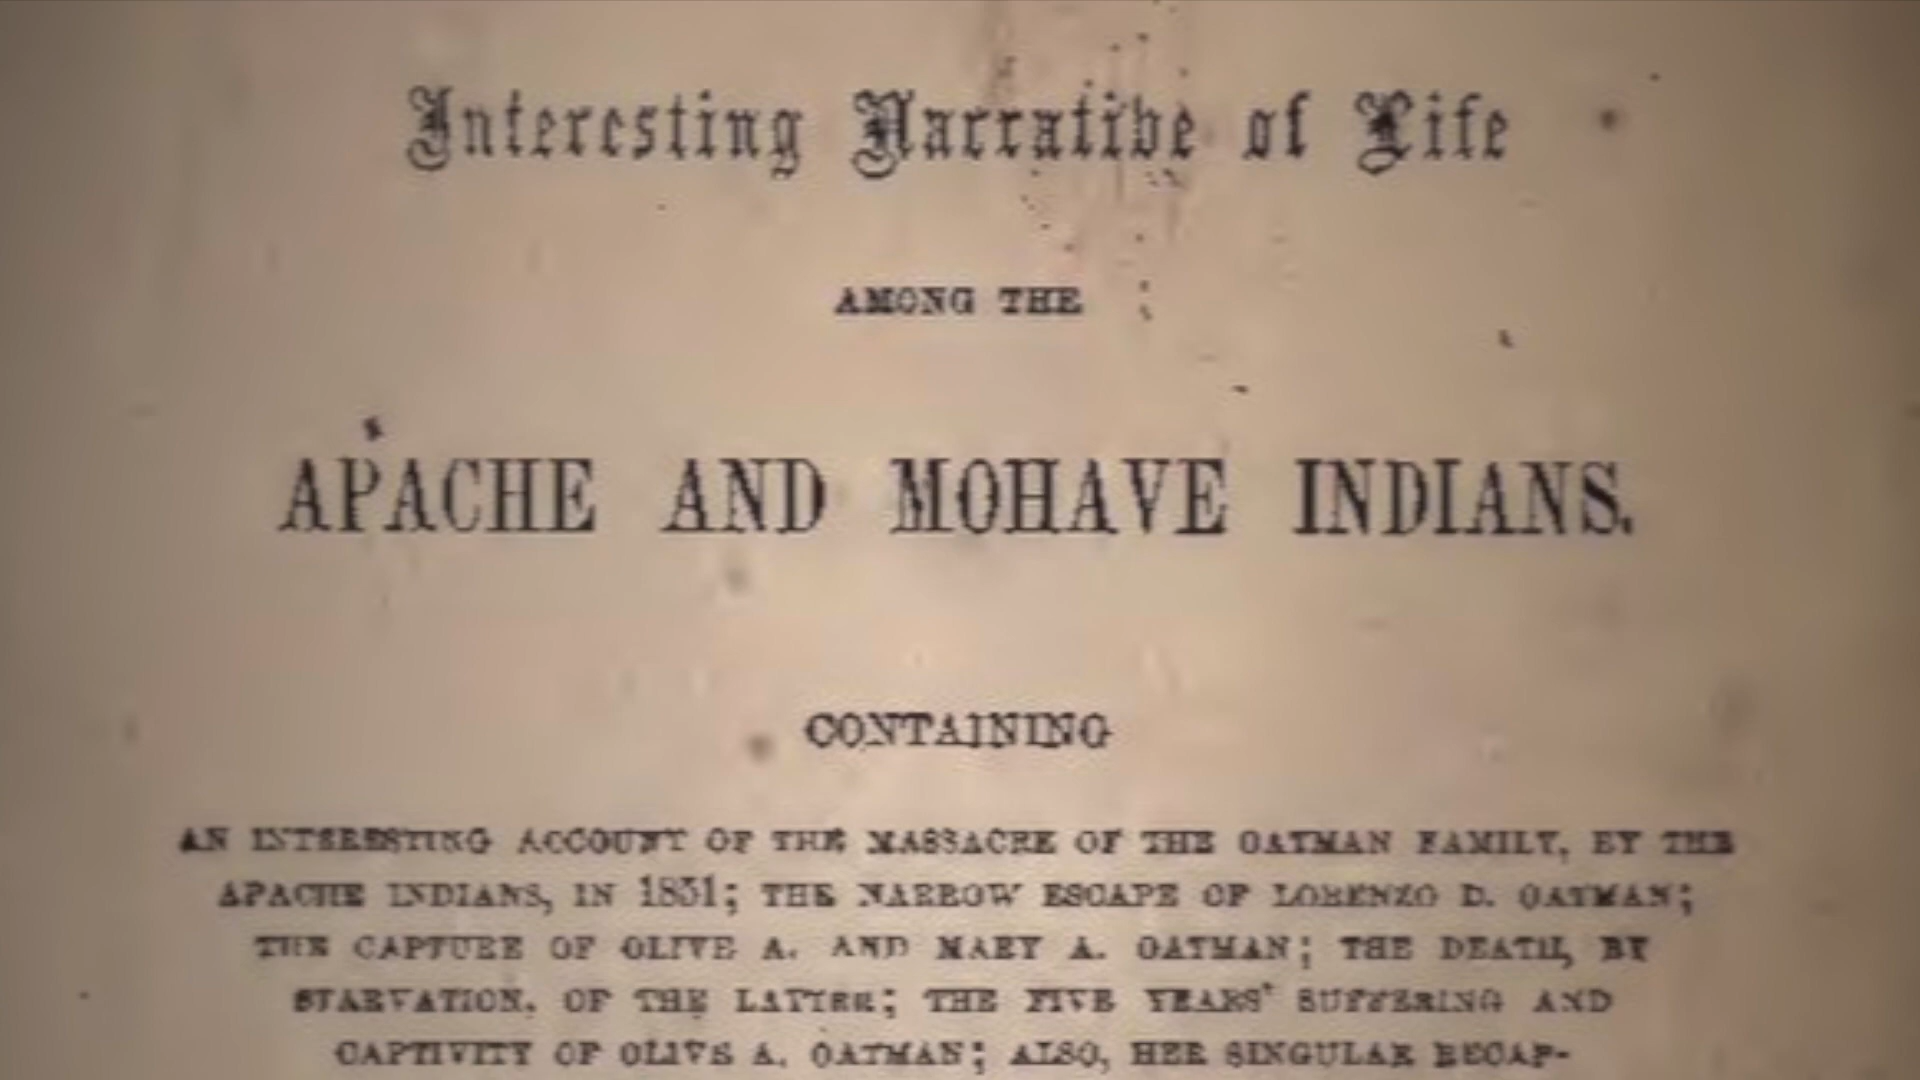 Interesting Narrative of Life
AMONG THE
APACHE AND MOHAVE INDIANS.
CONTAINING
AN INTERESTING ACCOUNT OF THE MASSACRE OF THE OATMAN FAMILY, BY THE
APACHE INDIANS, IN 1851; THE NARROW ESCAPE OF LORENZO D. OATMAN;
THE CAPTURE OF OLIVE A. AND MARY A. OATMAN; THE DEATH, BY
STARVATION, OF THE LATTER; THE FIVE YEARS' SUFFERING AND
CAPTIVITY OF OLIVE A. OATMAN; ALSO, HER SINGULAR RECAP-